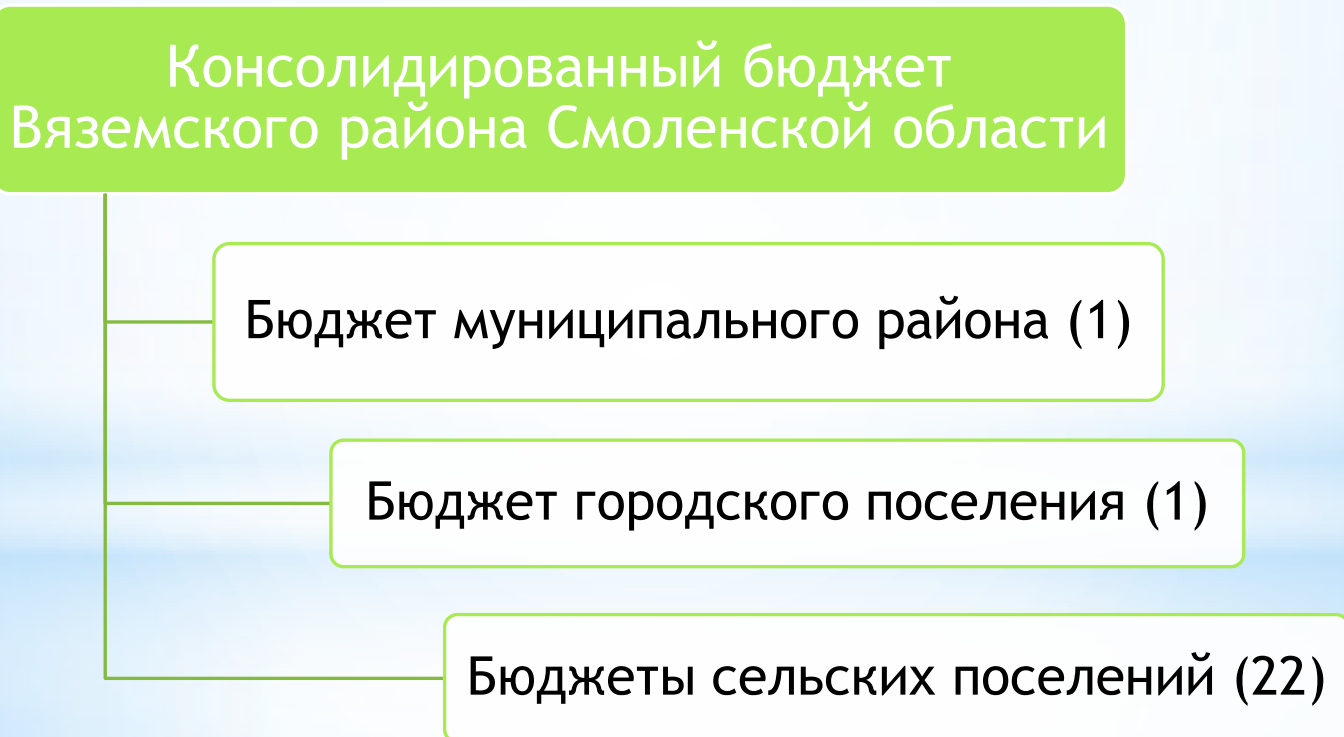 Консолидированный бюджет
Вяземского района Смоленской области
Бюджет муниципального района (1)
Бюджет городского поселения (1)
Бюджеты сельских поселений (22)